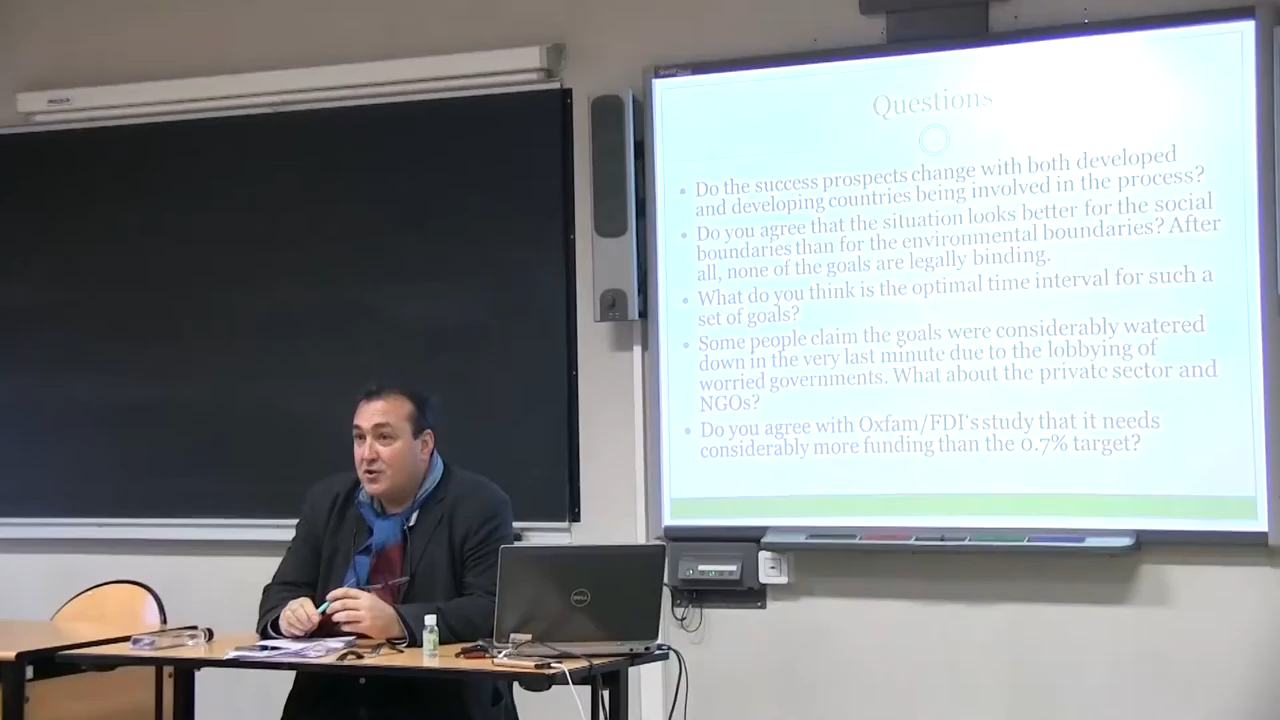 Questions
Do the success prospects change with both developed
and developing countries being involved in the process?
Do you agree that the situation looks better for the social
boundaries than for the environmental boundaries? After
all, none of the goals are legally binding.
What do you think is the optimal time interval for such a
set of goals?
Some people claim the goals were considerably watered
down in the very last minute due to the lobbying of
worried governments. What about the private sector and
NGOs?
Do you agree with Oxfam/FDI's study that it needs
considerably more funding than the 0.7% target?
DELL